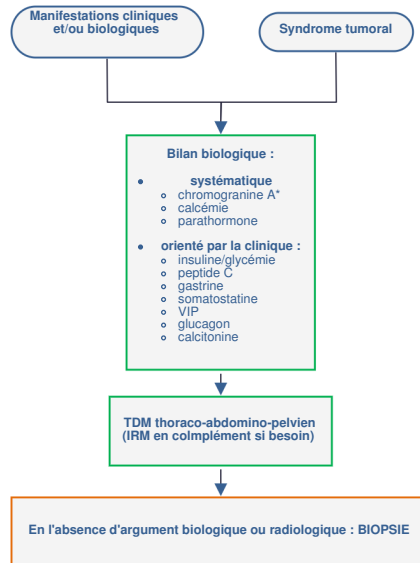 Manifestations cliniques
et/ou biologiques
Syndrome tumoral
Bilan biologique :
systématique
chromogranine A*
calcémie
parathormone
orienté par la clinique :
insuline/glycémie
peptide C
gastrine
somatostatine
VIP
glucagon
calcitonine
TDM thoraco-abdomino-pelvien
(IRM en colmplément si besoin)
En l'absence d'argument biologique ou radiologique : BIOPSIE